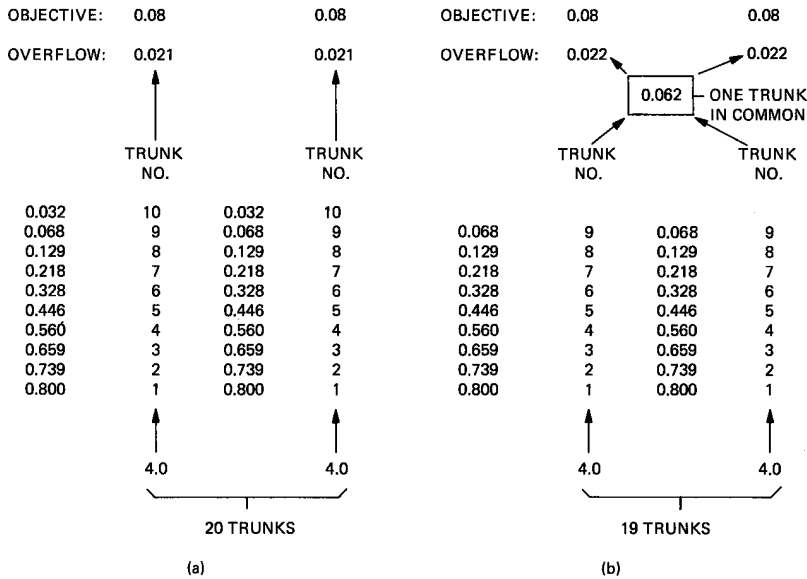 OBJECTIVE: 0.08 0.08
OVERFLOW: 0.021 0.021
TRUNK NO. TRUNK NO.
0.032 10 0.032 10
0.068 9 0.068 9
0.129 8 0.129 8
0.218 7 0.218 7
0.328 6 0.328 6
0.446 5 0.446 5
0.560 4 0.560 4
0.659 3 0.659 3
0.739 2 0.739 2
0.800 1 0.800 1
4.0 4.0
20 TRUNKS
(a)
OBJECTIVE: 0.08 0.08
OVERFLOW: 0.022 0.022
0.062 ONE TRUNK
IN COMMON
TRUNK NO. TRUNK NO.
0.068 9 0.068 9
0.129 8 0.129 8
0.218 7 0.218 7
0.328 6 0.328 6
0.446 5 0.446 5
0.560 4 0.560 4
0.659 3 0.659 3
0.739 2 0.739 2
0.800 1 0.800 1
4.0 4.0
19 TRUNKS
(b)